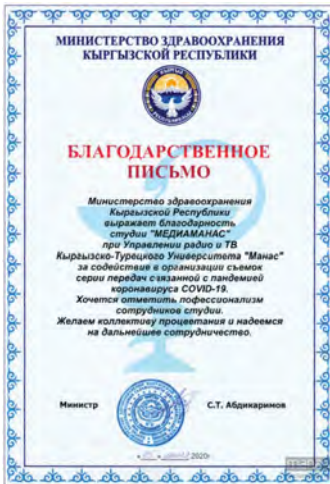 МИНИСТЕРСТВО ЗДРАВООХРАНЕНИЯ
КЫРГЫЗСКОЙ РЕСПУБЛИКИ
БЛАГОДАРСТВЕННОЕ
ПИСЬМО
Министерство здравоохранения
Кыргызской Республики
выражает благодарность
студии "МЕДИАМАНАС"
при Управлении радио и ТВ
Кыргызско-Турецкого Университета "Манас"
за содействие в организации съемок
серии передач связанной с пандемией
коронавируса COVID-19.
Хочется отметить пофессионализм
сотрудников студии.
Желаем коллективу процветания и надеемся
на дальнейшее сотрудничество.
Министр С.Т. Абдикаримов
2020г